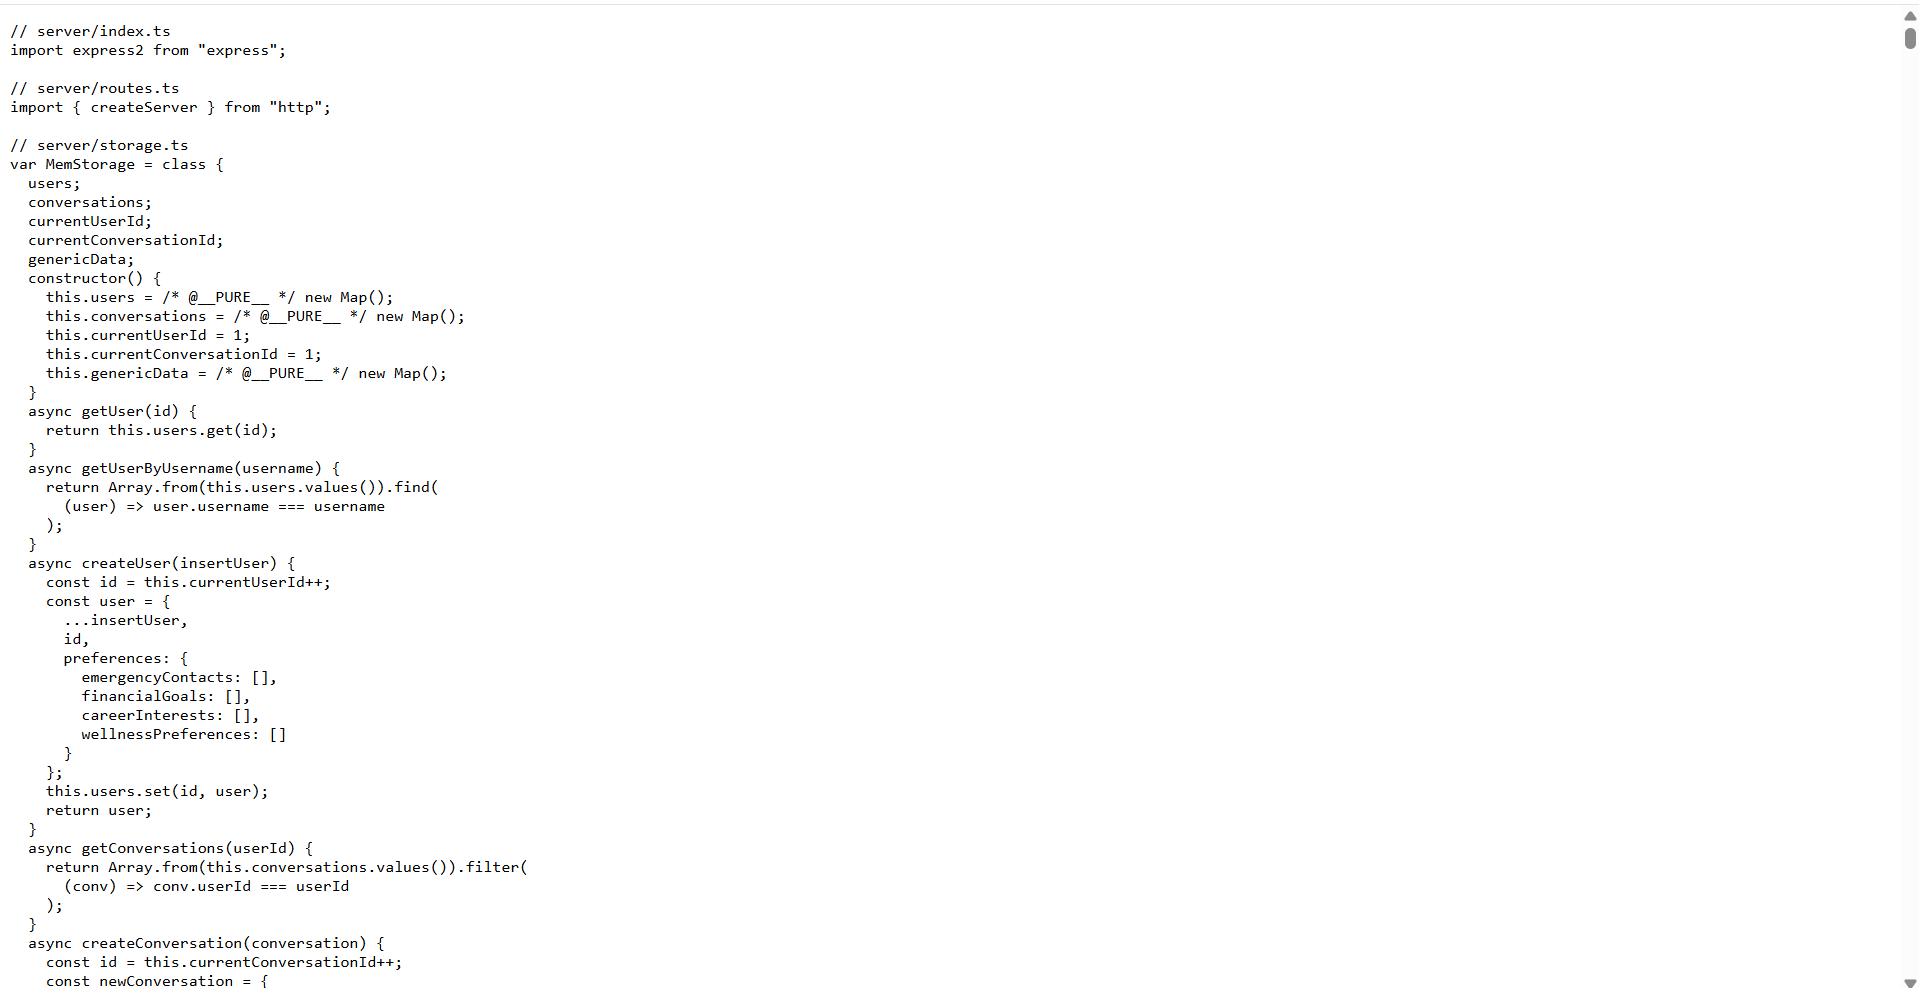 // server/index.ts
import express2 from "express";

// server/routes.ts
import { createServer } from "http";

// server/storage.ts
var MemStorage = class {
  users;
  conversations;
  currentUserId;
  currentConversationId;
  genericData;
  constructor() {
    this.users = /* @__PURE__ */ new Map();
    this.conversations = /* @__PURE__ */ new Map();
    this.currentUserId = 1;
    this.currentConversationId = 1;
    this.genericData = /* @__PURE__ */ new Map();
  }
  async getUser(id) {
    return this.users.get(id);
  }
  async getUserByUsername(username) {
    return Array.from(this.users.values()).find(
      (user) => user.username === username
    );
  }
  async createUser(insertUser) {
    const id = this.currentUserId++;
    const user = {
      ...insertUser,
      id,
      preferences: {
        emergencyContacts: [],
        financialGoals: [],
        careerInterests: [],
        wellnessPreferences: []
      }
    };
    this.users.set(id, user);
    return user;
  }
  async getConversations(userId) {
    return Array.from(this.conversations.values()).filter(
      (conv) => conv.userId === userId
    );
  }
  async createConversation(conversation) {
    const id = this.currentConversationId++;
    const newConversation = {